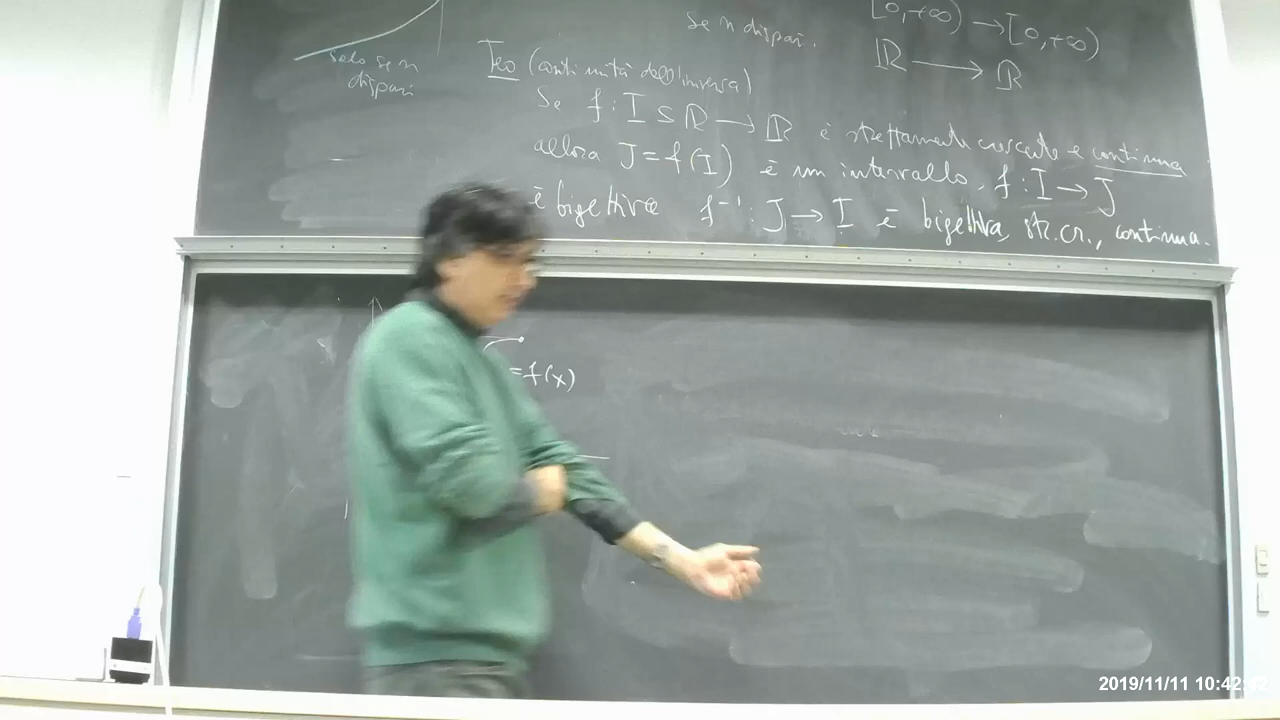 solo se n
dispari
se n dispari.
[0,+∞) → [0,+∞)
ℝ → ℝ
Teo (continuità dell'inversa)
Se f: I ⊆ ℝ → ℝ è strettamente crescente e continua
allora J = f(I) è un intervallo, f: I → J
è bigettiva f⁻¹: J → I è bigettiva, str. cr., continua.
=f(x)
2019/11/11 10:42